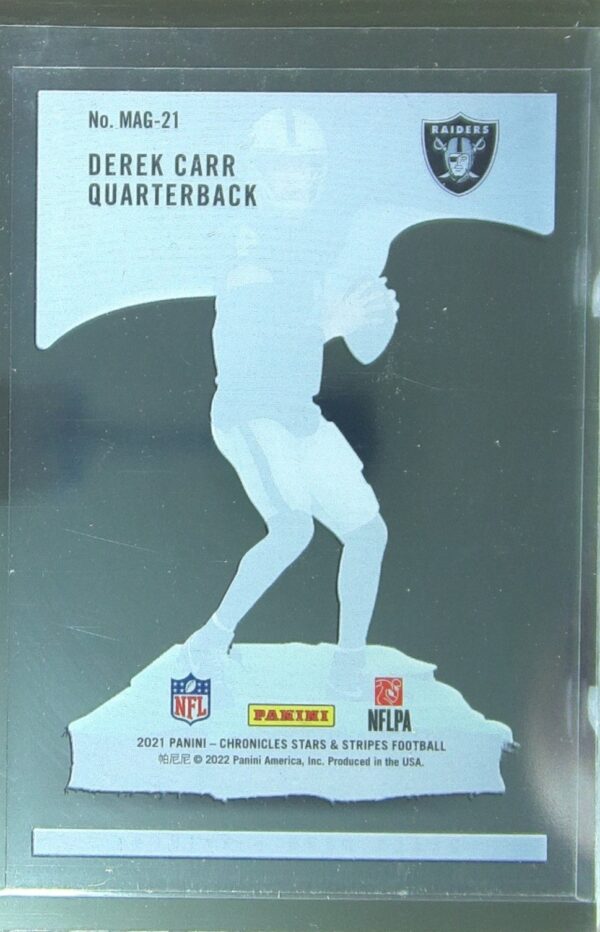 No. MAG-21
RAIDERS
DEREK CARR
QUARTERBACK
NFL
PANINI
NFLPA
2021 PANINI – CHRONICLES STARS & STRIPES FOOTBALL
帕尼尼 © 2022 Panini America, Inc. Produced in the USA.